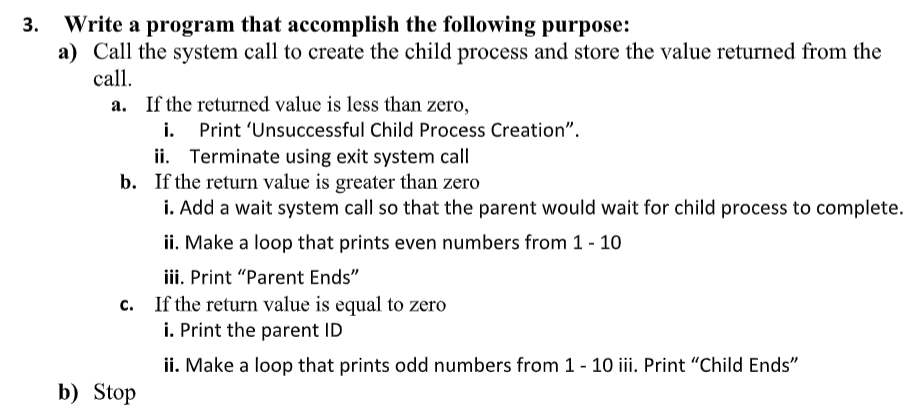 3. Write a program that accomplish the following purpose:
a) Call the system call to create the child process and store the value returned from the
call.
a. If the returned value is less than zero,
i. Print ‘Unsuccessful Child Process Creation”.
ii. Terminate using exit system call
b. If the return value is greater than zero
i. Add a wait system call so that the parent would wait for child process to complete.
ii. Make a loop that prints even numbers from 1 - 10
iii. Print “Parent Ends”
c. If the return value is equal to zero
i. Print the parent ID
ii. Make a loop that prints odd numbers from 1 - 10 iii. Print “Child Ends”
b) Stop